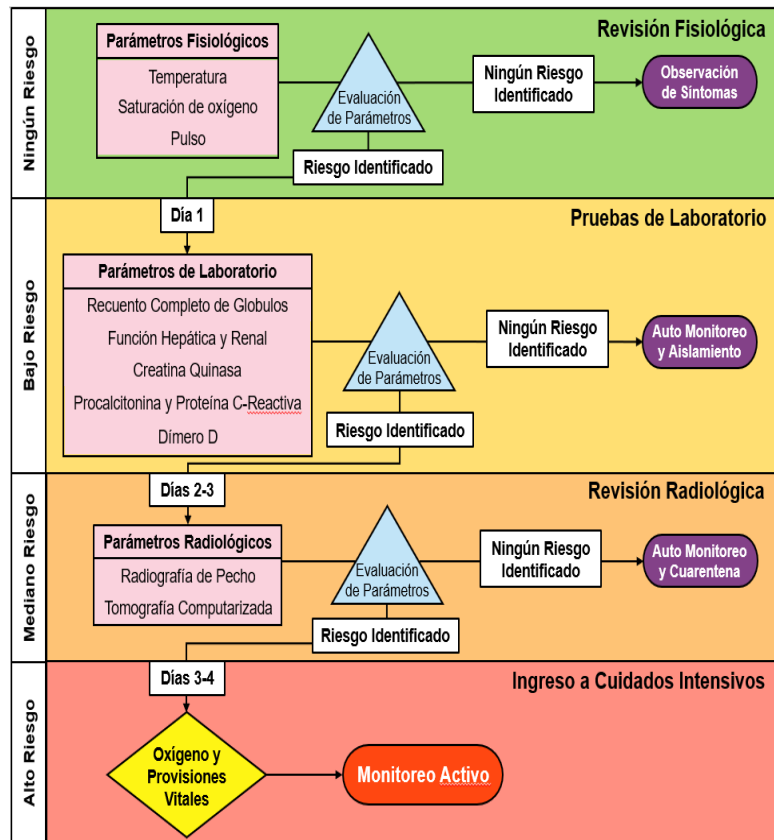 Ningún Riesgo
Revisión Fisiológica
Parámetros Fisiológicos
Temperatura
Saturación de oxígeno
Pulso
Evaluación
de Parámetros
Ningún Riesgo
Identificado
Observación
de Síntomas
Riesgo Identificado
Día 1
Bajo Riesgo
Pruebas de Laboratorio
Parámetros de Laboratorio
Recuento Completo de Globulos
Función Hepática y Renal
Creatina Quinasa
Procalcitonina y Proteína C-Reactiva
Dímero D
Evaluación
de Parámetros
Ningún Riesgo
Identificado
Auto Monitoreo
y Aislamiento
Riesgo Identificado
Días 2-3
Mediano Riesgo
Revisión Radiológica
Parámetros Radiológicos
Radiografía de Pecho
Tomografía Computarizada
Evaluación
de Parámetros
Ningún Riesgo
Identificado
Auto Monitoreo
y Cuarentena
Riesgo Identificado
Días 3-4
Alto Riesgo
Ingreso a Cuidados Intensivos
Oxígeno y
Provisiones
Vitales
Monitoreo Activo